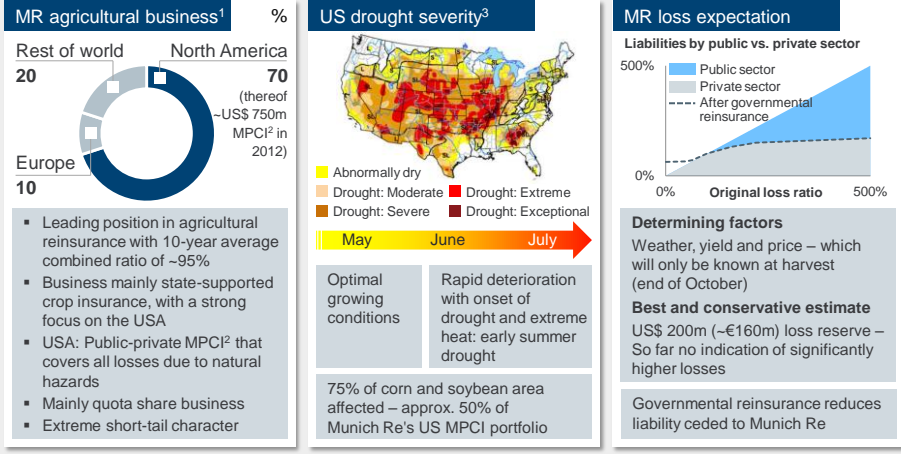 MR agricultural business¹ %
Rest of world
20
North America
70
(thereof
~US$ 750m
MPCI² in
2012)
Europe
10
▪ Leading position in agricultural
reinsurance with 10-year average
combined ratio of ~95%
▪ Business mainly state-supported
crop insurance, with a strong
focus on the USA
▪ USA: Public-private MPCI² that
covers all losses due to natural
hazards
▪ Mainly quota share business
▪ Extreme short-tail character
US drought severity³
Abnormally dry
Drought: Moderate Drought: Extreme
Drought: Severe Drought: Exceptional
May June July
Optimal
growing
conditions
Rapid deterioration
with onset of
drought and extreme
heat: early summer
drought
75% of corn and soybean area
affected – approx. 50% of
Munich Re's US MPCI portfolio
MR loss expectation
Liabilities by public vs. private sector
500%
Public sector
Private sector
After governmental
reinsurance
0%
0% Original loss ratio 500%
Determining factors
Weather, yield and price – which
will only be known at harvest
(end of October)
Best and conservative estimate
US$ 200m (~€160m) loss reserve –
So far no indication of significantly
higher losses
Governmental reinsurance reduces
liability ceded to Munich Re